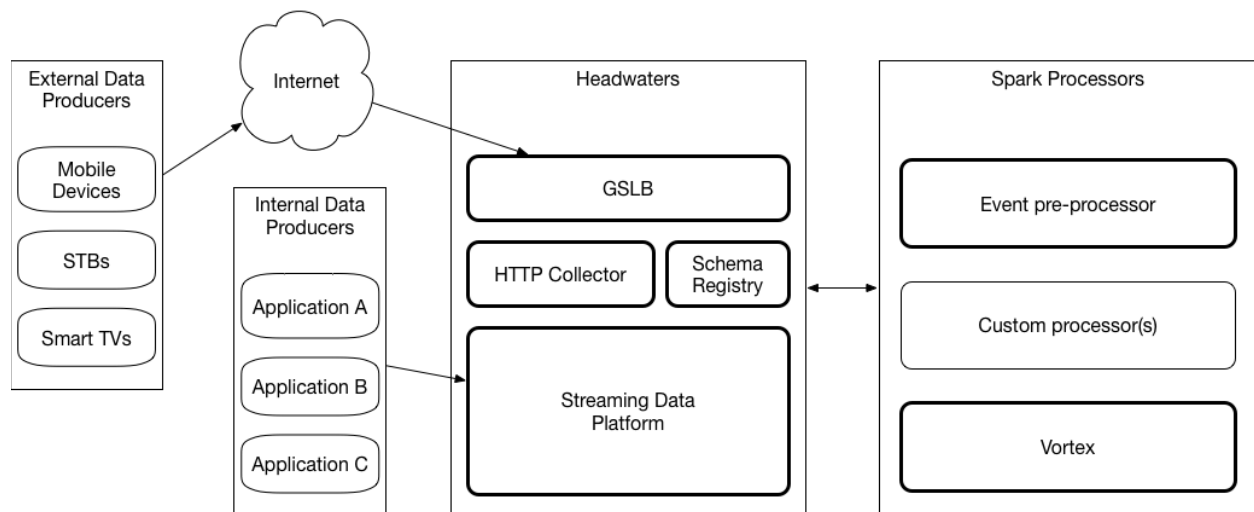 External Data
Producers
Mobile
Devices
STBs
Smart TVs
Internet
Internal Data
Producers
Application A
Application B
Application C
Headwaters
GSLB
HTTP Collector
Schema
Registry
Streaming Data
Platform
Spark Processors
Event pre-processor
Custom processor(s)
Vortex